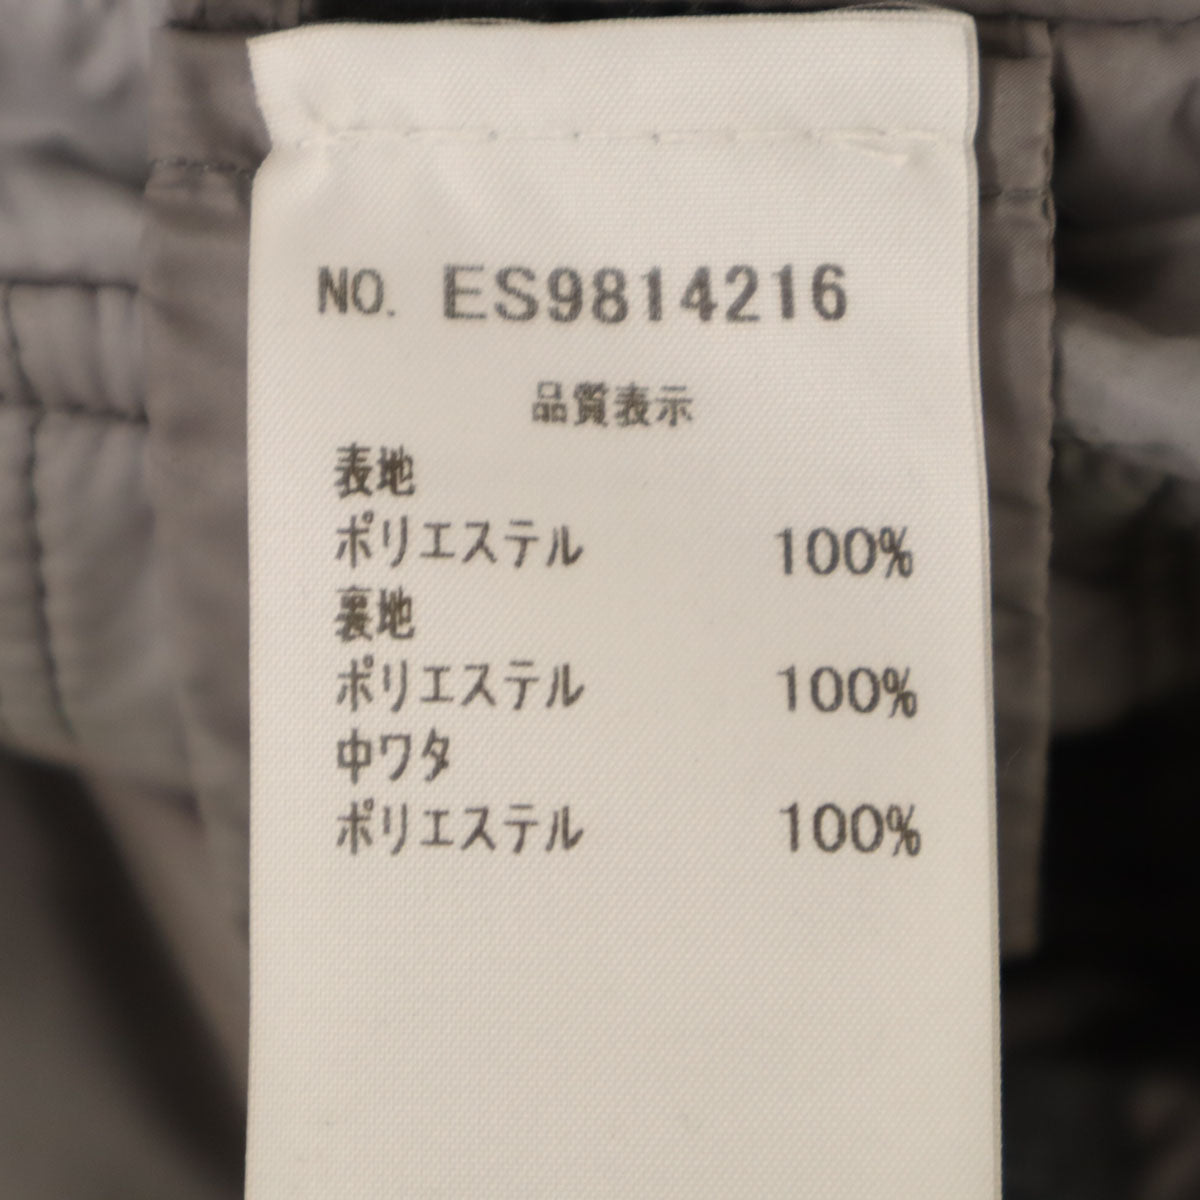 NO. ES9814216
品質表示
表地
ポリエステル 100%
裏地
ポリエステル 100%
中ワタ
ポリエステル 100%